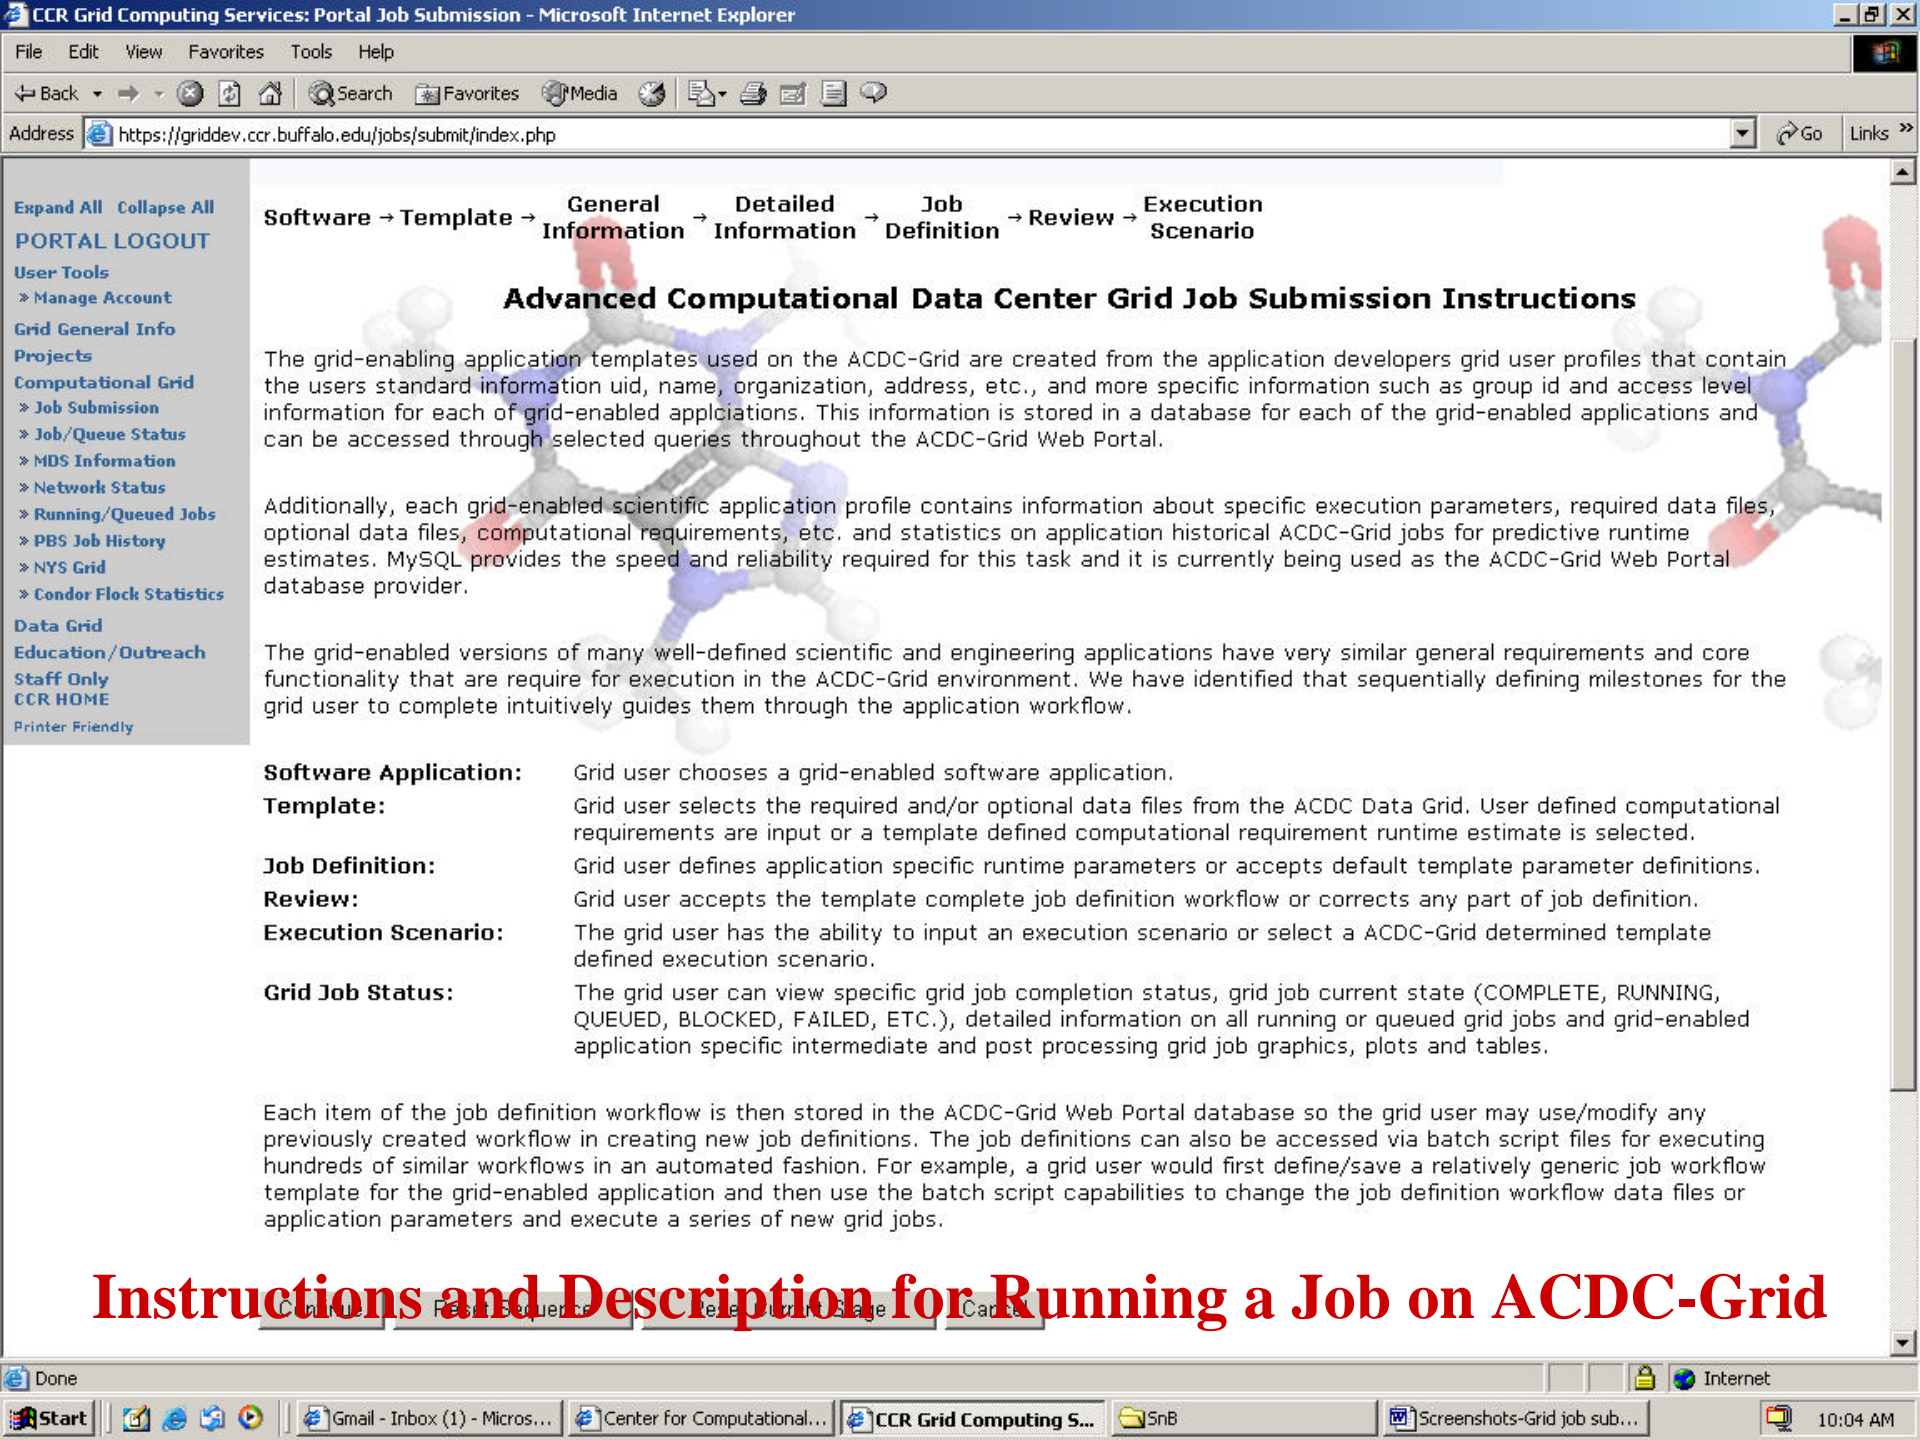 CCR Grid Computing Services: Portal Job Submission - Microsoft Internet Explorer
File Edit View Favorites Tools Help
Back Search Favorites Media
Address https://griddev.ccr.buffalo.edu/jobs/submit/index.php Go Links »
Expand All Collapse All
PORTAL LOGOUT
User Tools
» Manage Account
Grid General Info
Projects
Computational Grid
» Job Submission
» Job/Queue Status
» MDS Information
» Network Status
» Running/Queued Jobs
» PBS Job History
» NYS Grid
» Condor Flock Statistics
Data Grid
Education/Outreach
Staff Only
CCR HOME
Printer Friendly
Software → Template → General Information → Detailed Information → Job Definition → Review → Execution Scenario
Advanced Computational Data Center Grid Job Submission Instructions
The grid-enabling application templates used on the ACDC-Grid are created from the application developers grid user profiles that contain
the users standard information uid, name, organization, address, etc., and more specific information such as group id and access level
information for each of grid-enabled applciations. This information is stored in a database for each of the grid-enabled applications and
can be accessed through selected queries throughout the ACDC-Grid Web Portal.
Additionally, each grid-enabled scientific application profile contains information about specific execution parameters, required data files,
optional data files, computational requirements, etc. and statistics on application historical ACDC-Grid jobs for predictive runtime
estimates. MySQL provides the speed and reliability required for this task and it is currently being used as the ACDC-Grid Web Portal
database provider.
The grid-enabled versions of many well-defined scientific and engineering applications have very similar general requirements and core
functionality that are require for execution in the ACDC-Grid environment. We have identified that sequentially defining milestones for the
grid user to complete intuitively guides them through the application workflow.
Software Application: Grid user chooses a grid-enabled software application.
Template: Grid user selects the required and/or optional data files from the ACDC Data Grid. User defined computational
requirements are input or a template defined computational requirement runtime estimate is selected.
Job Definition: Grid user defines application specific runtime parameters or accepts default template parameter definitions.
Review: Grid user accepts the template complete job definition workflow or corrects any part of job definition.
Execution Scenario: The grid user has the ability to input an execution scenario or select a ACDC-Grid determined template
defined execution scenario.
Grid Job Status: The grid user can view specific grid job completion status, grid job current state (COMPLETE, RUNNING,
QUEUED, BLOCKED, FAILED, ETC.), detailed information on all running or queued grid jobs and grid-enabled
application specific intermediate and post processing grid job graphics, plots and tables.
Each item of the job definition workflow is then stored in the ACDC-Grid Web Portal database so the grid user may use/modify any
previously created workflow in creating new job definitions. The job definitions can also be accessed via batch script files for executing
hundreds of similar workflows in an automated fashion. For example, a grid user would first define/save a relatively generic job workflow
template for the grid-enabled application and then use the batch script capabilities to change the job definition workflow data files or
application parameters and execute a series of new grid jobs.
Instructions and Description for Running a Job on ACDC-Grid
Continue Reset Sequence Reset Current Stage Cancel
Done Internet
Start Gmail - Inbox (1) - Micros... Center for Computational... CCR Grid Computing S... SnB Screenshots-Grid job sub... 10:04 AM